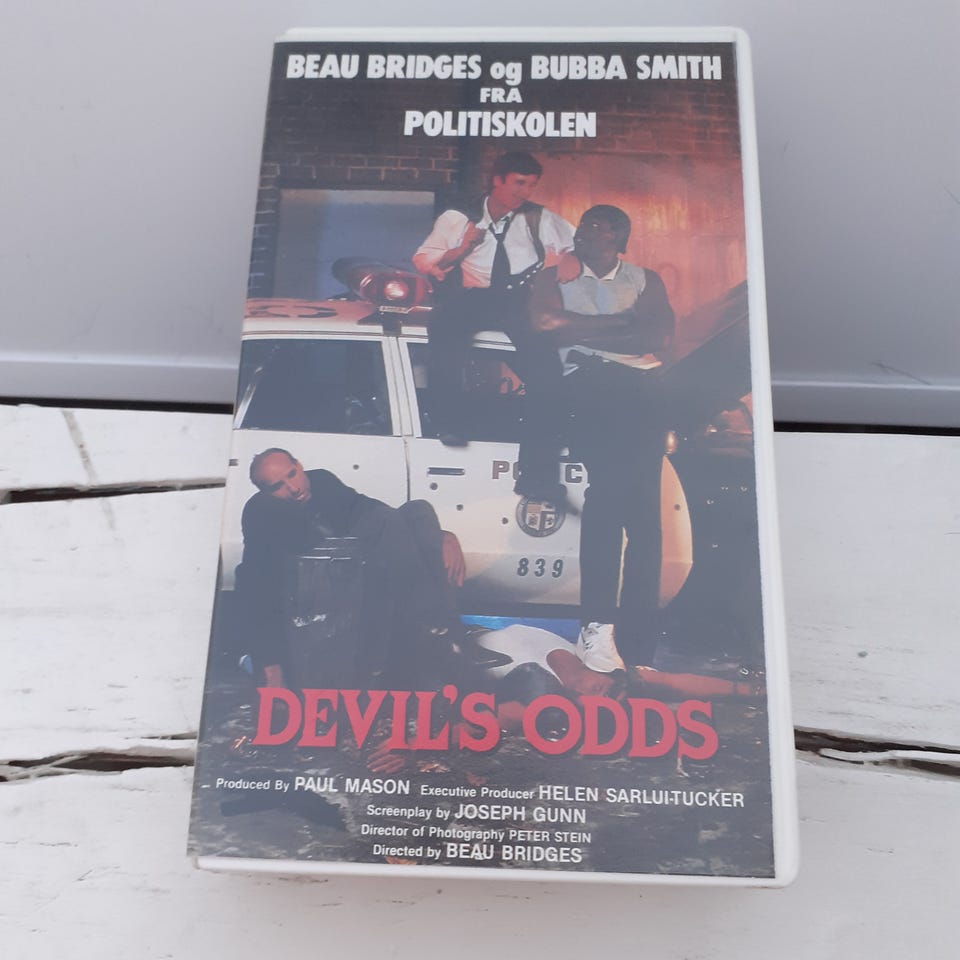 BEAU BRIDGES og BUBBA SMITH
FRA
POLITISKOLEN
839
DEVIL'S ODDS
Produced By PAUL MASON Executive Producer HELEN SARLUI-TUCKER
Screenplay by JOSEPH GUNN
Director of Photography PETER STEIN
Directed by BEAU BRIDGES